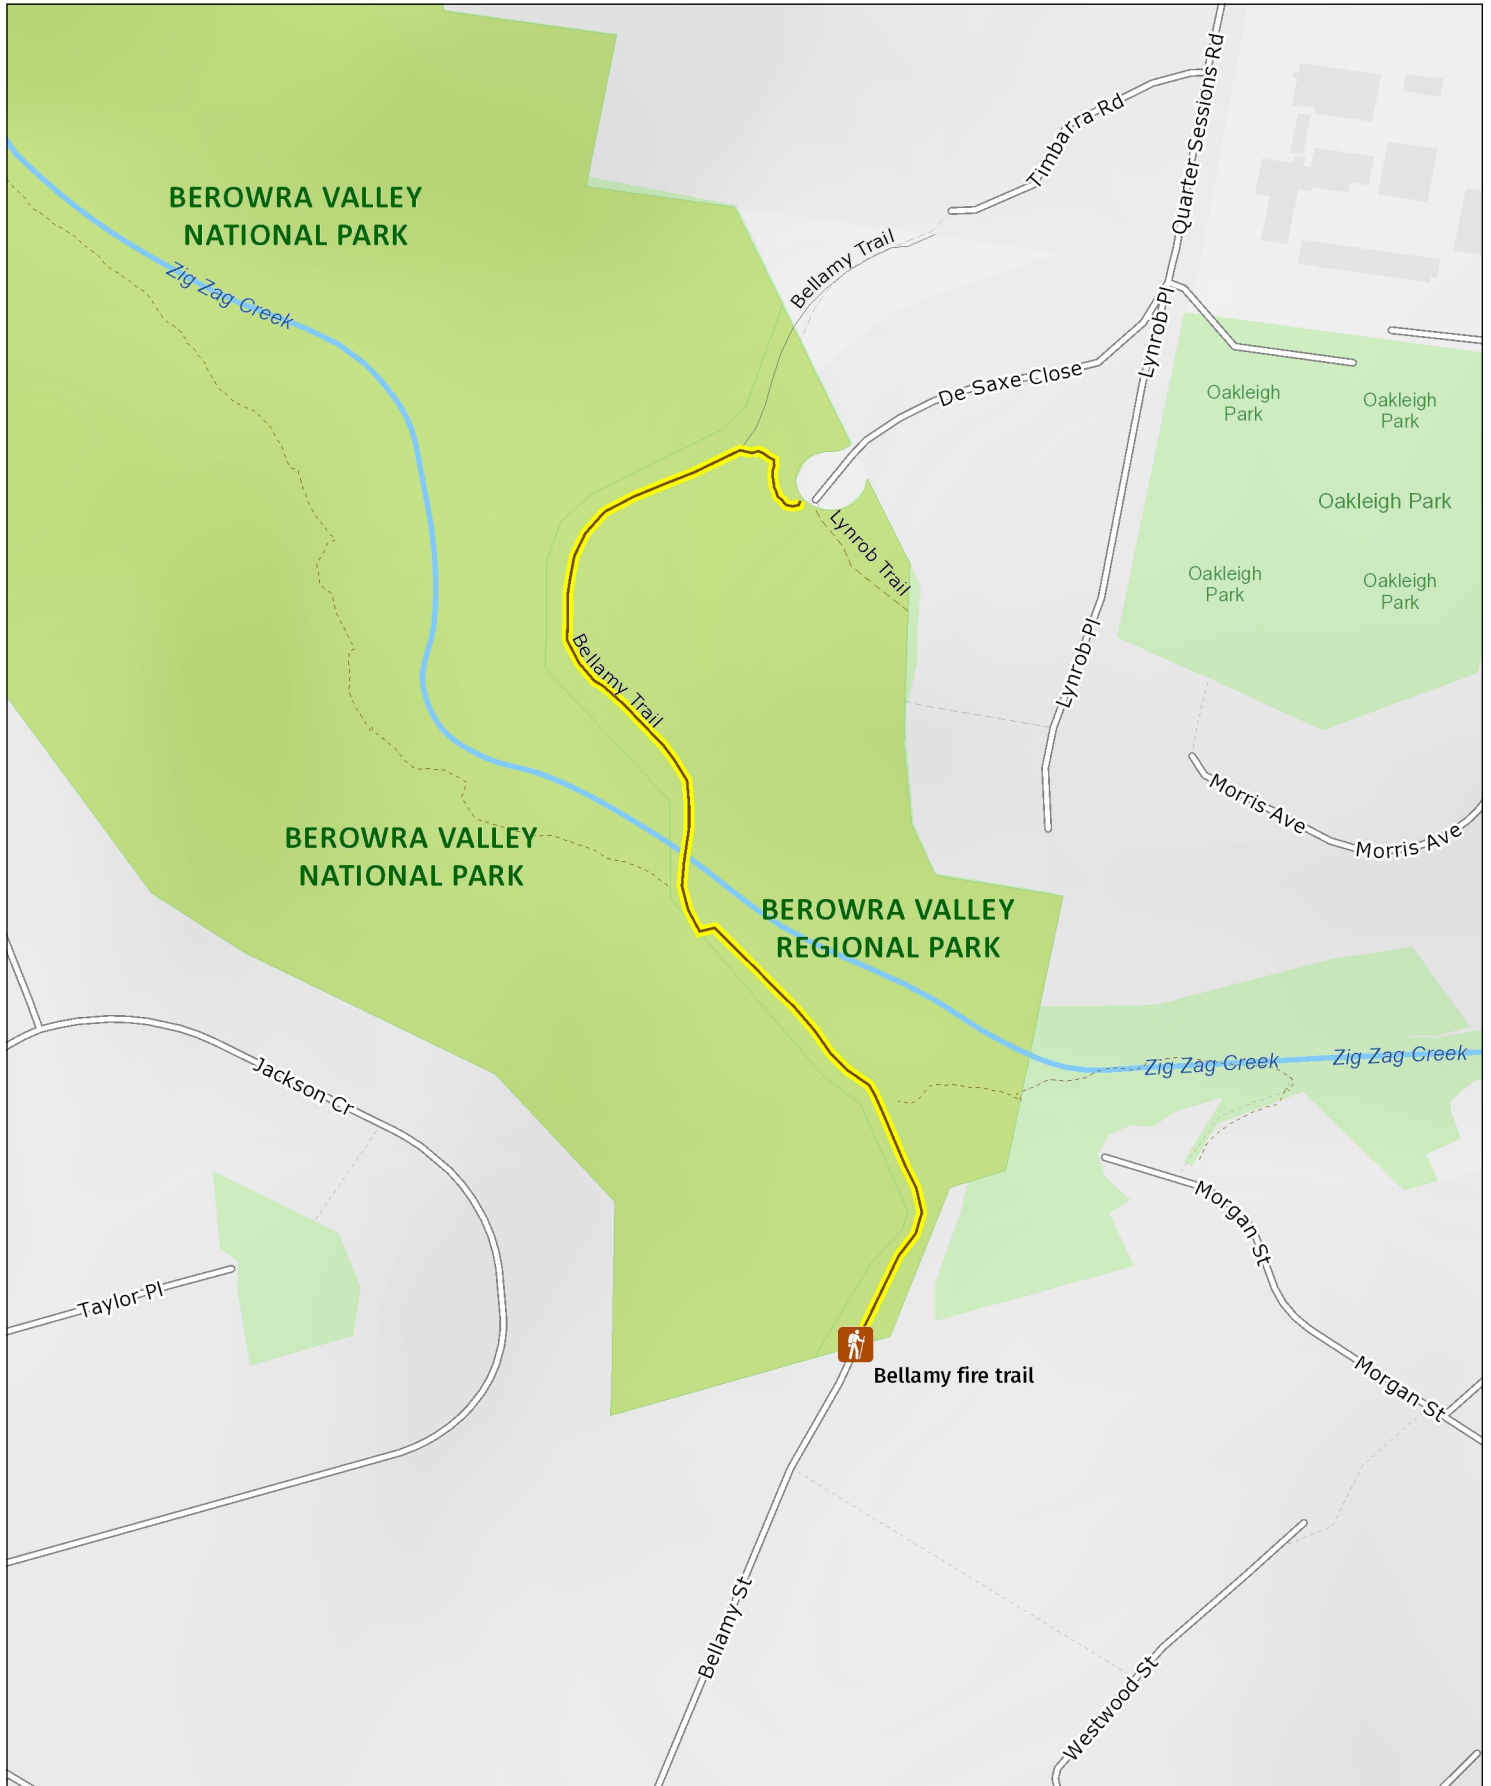 Quarter-Sessions-Rd
Timbarra-Rd
BEROWRA VALLEY
NATIONAL PARK
Bellamy Trail
Zig Zag Creek
Lynrob-Pl
De-Saxe-Close
Oakleigh
Park
Oakleigh
Park
Oakleigh Park
Lynrob Trail
Oakleigh
Park
Oakleigh
Park
Lynrob-Pl
Bellamy Trail
Morris-Ave
Morris-Ave
BEROWRA VALLEY
NATIONAL PARK
BEROWRA VALLEY
REGIONAL PARK
Zig Zag Creek
Zig Zag Creek
Jackson-Cr
Morgan-St
Taylor-Pl
Bellamy fire trail
Morgan-St
Bellamy-St
Westwood-St